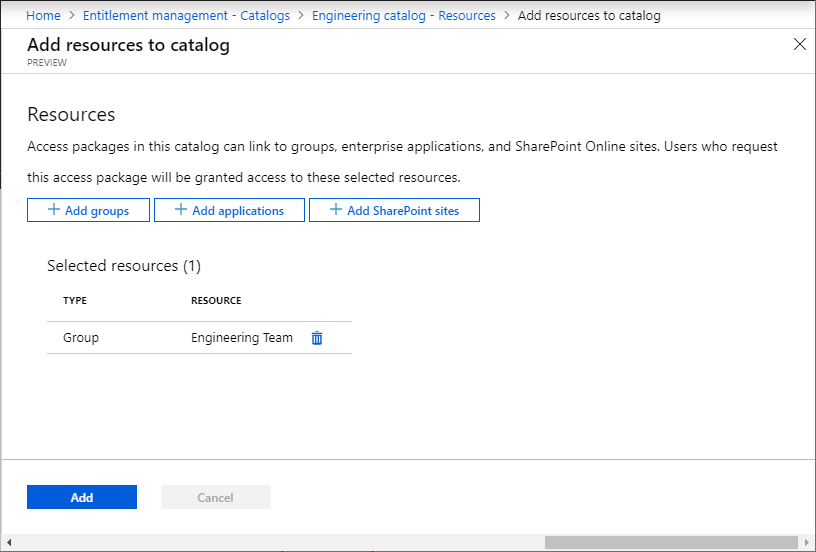 Home > Entitlement management - Catalogs > Engineering catalog - Resources > Add resources to catalog
Add resources to catalog
PREVIEW
Resources
Access packages in this catalog can link to groups, enterprise applications, and SharePoint Online sites. Users who request
this access package will be granted access to these selected resources.
+ Add groups + Add applications + Add SharePoint sites
Selected resources (1)
TYPE RESOURCE
Group Engineering Team
Add Cancel